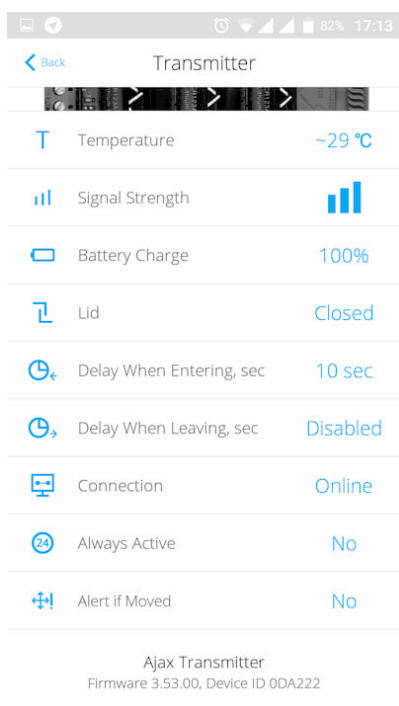 82% 17:13
Back Transmitter
T Temperature ~29 °C
Signal Strength
Battery Charge 100%
Lid Closed
Delay When Entering, sec 10 sec
Delay When Leaving, sec Disabled
Connection Online
24 Always Active No
Alert if Moved No
Ajax Transmitter
Firmware 3.53.00, Device ID 0DA222